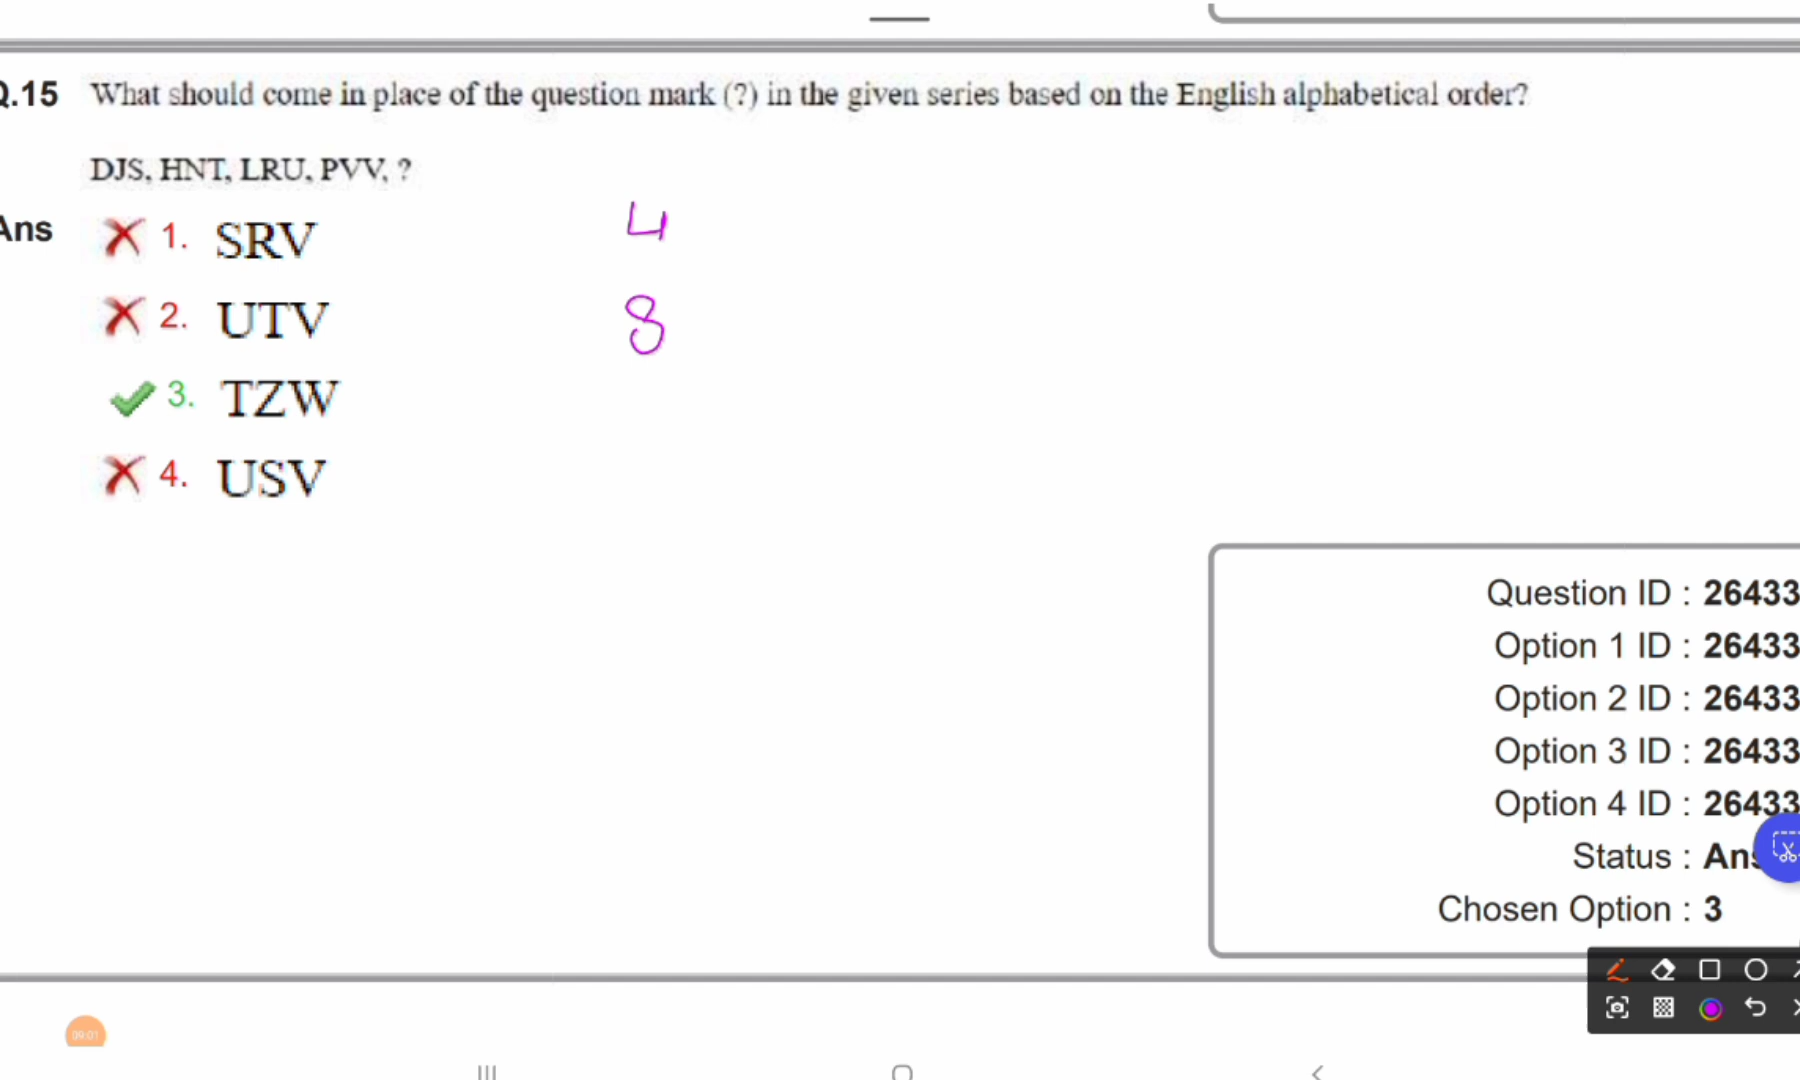 Q.15 What should come in place of the question mark (?) in the given series based on the English alphabetical order?
DJS, HNT, LRU, PVV, ?
Ans
1. SRV
2. UTV
3. TZW
4. USV
4
8
Question ID : 26433
Option 1 ID : 26433
Option 2 ID : 26433
Option 3 ID : 26433
Option 4 ID : 26433
Status : Ans
Chosen Option : 3
09:01